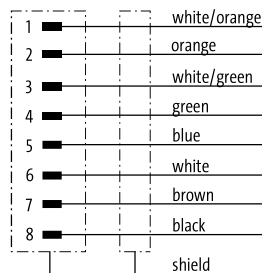 1 white/orange
2 orange
3 white/green
4 green
5 blue
6 white
7 brown
8 black
shield